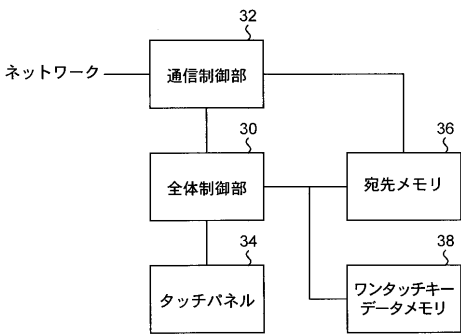 32
ネットワーク
通信制御部
30
36
全体制御部
宛先メモリ
34
38
タッチパネル
ワンタッチキー
データメモリ